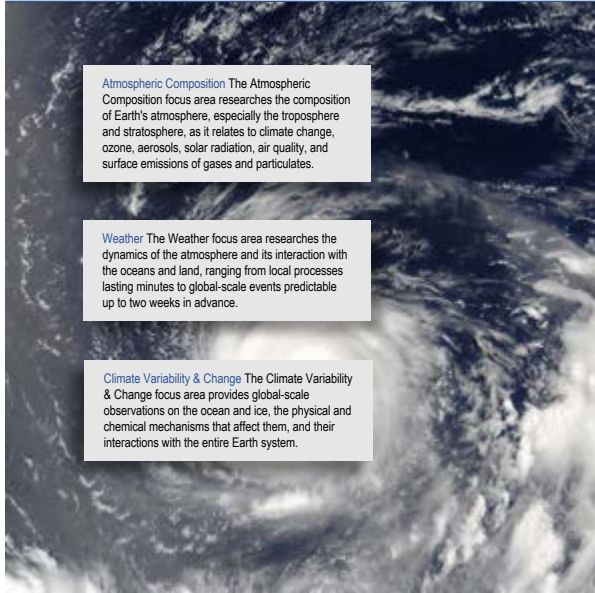 Atmospheric Composition The Atmospheric
Composition focus area researches the composition
of Earth's atmosphere, especially the troposphere
and stratosphere, as it relates to climate change,
ozone, aerosols, solar radiation, air quality, and
surface emissions of gases and particulates.
Weather The Weather focus area researches the
dynamics of the atmosphere and its interaction with
the oceans and land, ranging from local processes
lasting minutes to global-scale events predictable
up to two weeks in advance.
Climate Variability & Change The Climate Variability
& Change focus area provides global-scale
observations on the ocean and ice, the physical and
chemical mechanisms that affect them, and their
interactions with the entire Earth system.